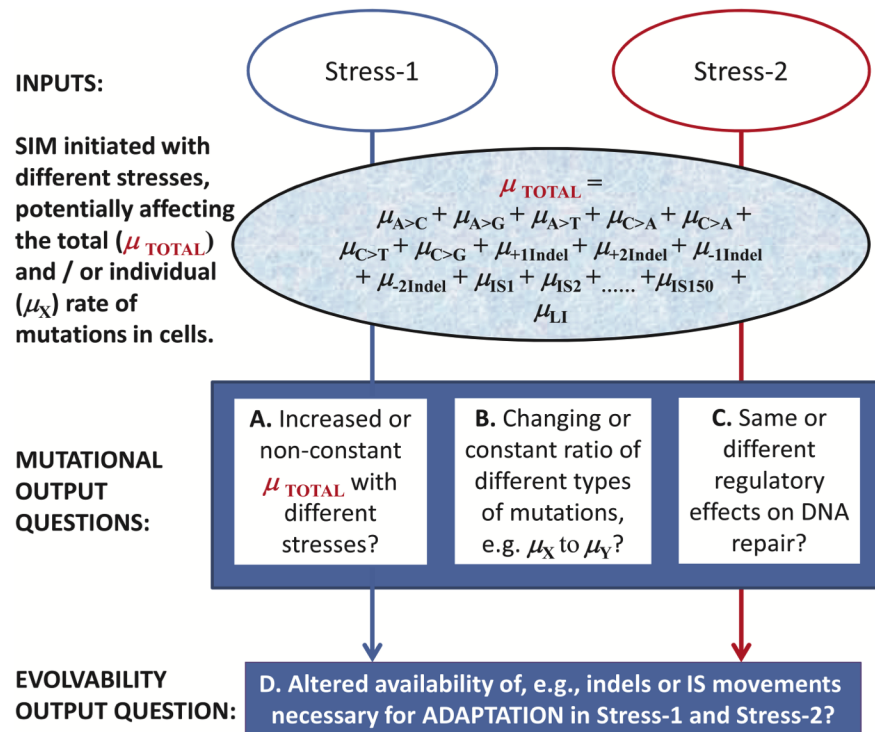 Stress-1
Stress-2
INPUTS:
SIM initiated with
different stresses,
potentially affecting
the total (μ TOTAL)
and / or individual
(μX) rate of
mutations in cells.
μ TOTAL =
μA>C + μA>G + μA>T + μC>A + μC>A +
μC>T + μC>G + μ+1Indel + μ+2Indel + μ-1Indel
+ μ-2Indel + μIS1 + μIS2 +...... +μIS150 +
μLI
MUTATIONAL
OUTPUT
QUESTIONS:
A. Increased or
non-constant
μ TOTAL with
different
stresses?
B. Changing or
constant ratio of
different types
of mutations,
e.g. μX to μY?
C. Same or
different
regulatory
effects on DNA
repair?
EVOLVABILITY
OUTPUT QUESTION:
D. Altered availability of, e.g., indels or IS movements
necessary for ADAPTATION in Stress-1 and Stress-2?